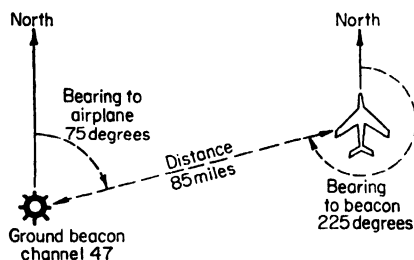 North
North
Bearing to
airplane
75 degrees
Distance
85 miles
Bearing
to beacon
225 degrees
Ground beacon
channel 47